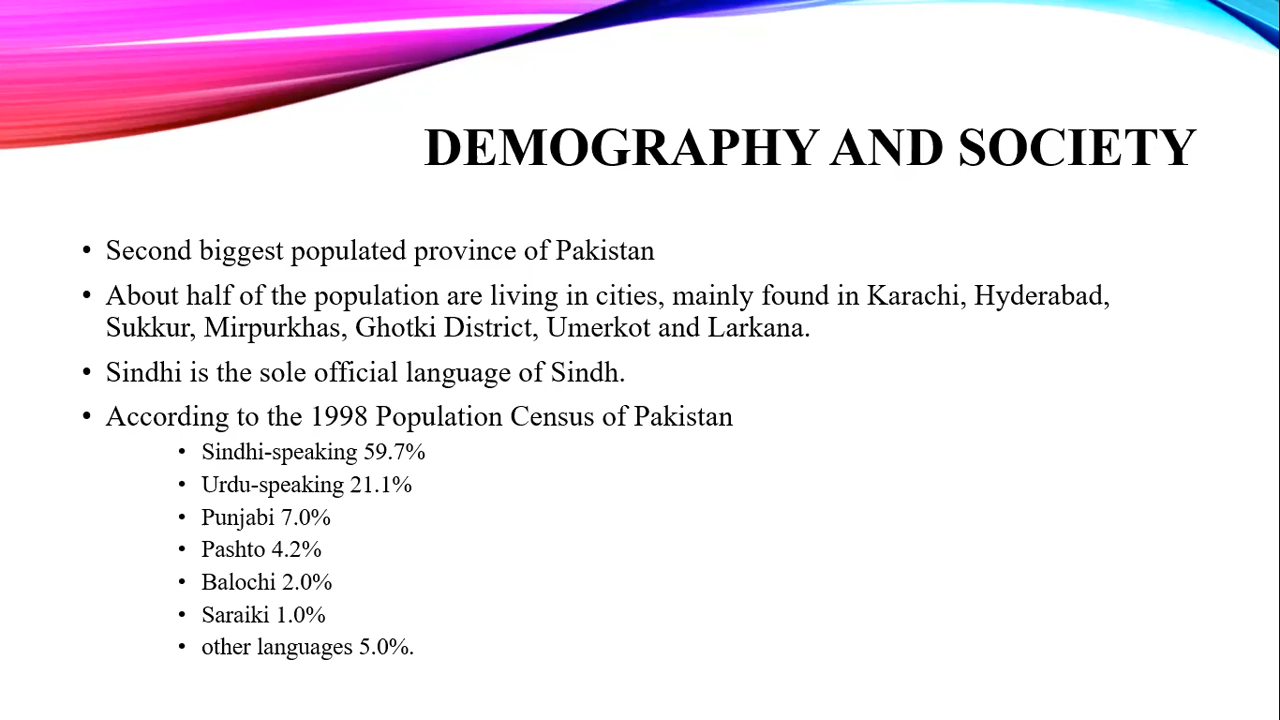 DEMOGRAPHY AND SOCIETY
• Second biggest populated province of Pakistan
• About half of the population are living in cities, mainly found in Karachi, Hyderabad,
Sukkur, Mirpurkhas, Ghotki District, Umerkot and Larkana.
• Sindhi is the sole official language of Sindh.
• According to the 1998 Population Census of Pakistan
• Sindhi-speaking 59.7%
• Urdu-speaking 21.1%
• Punjabi 7.0%
• Pashto 4.2%
• Balochi 2.0%
• Saraiki 1.0%
• other languages 5.0%.